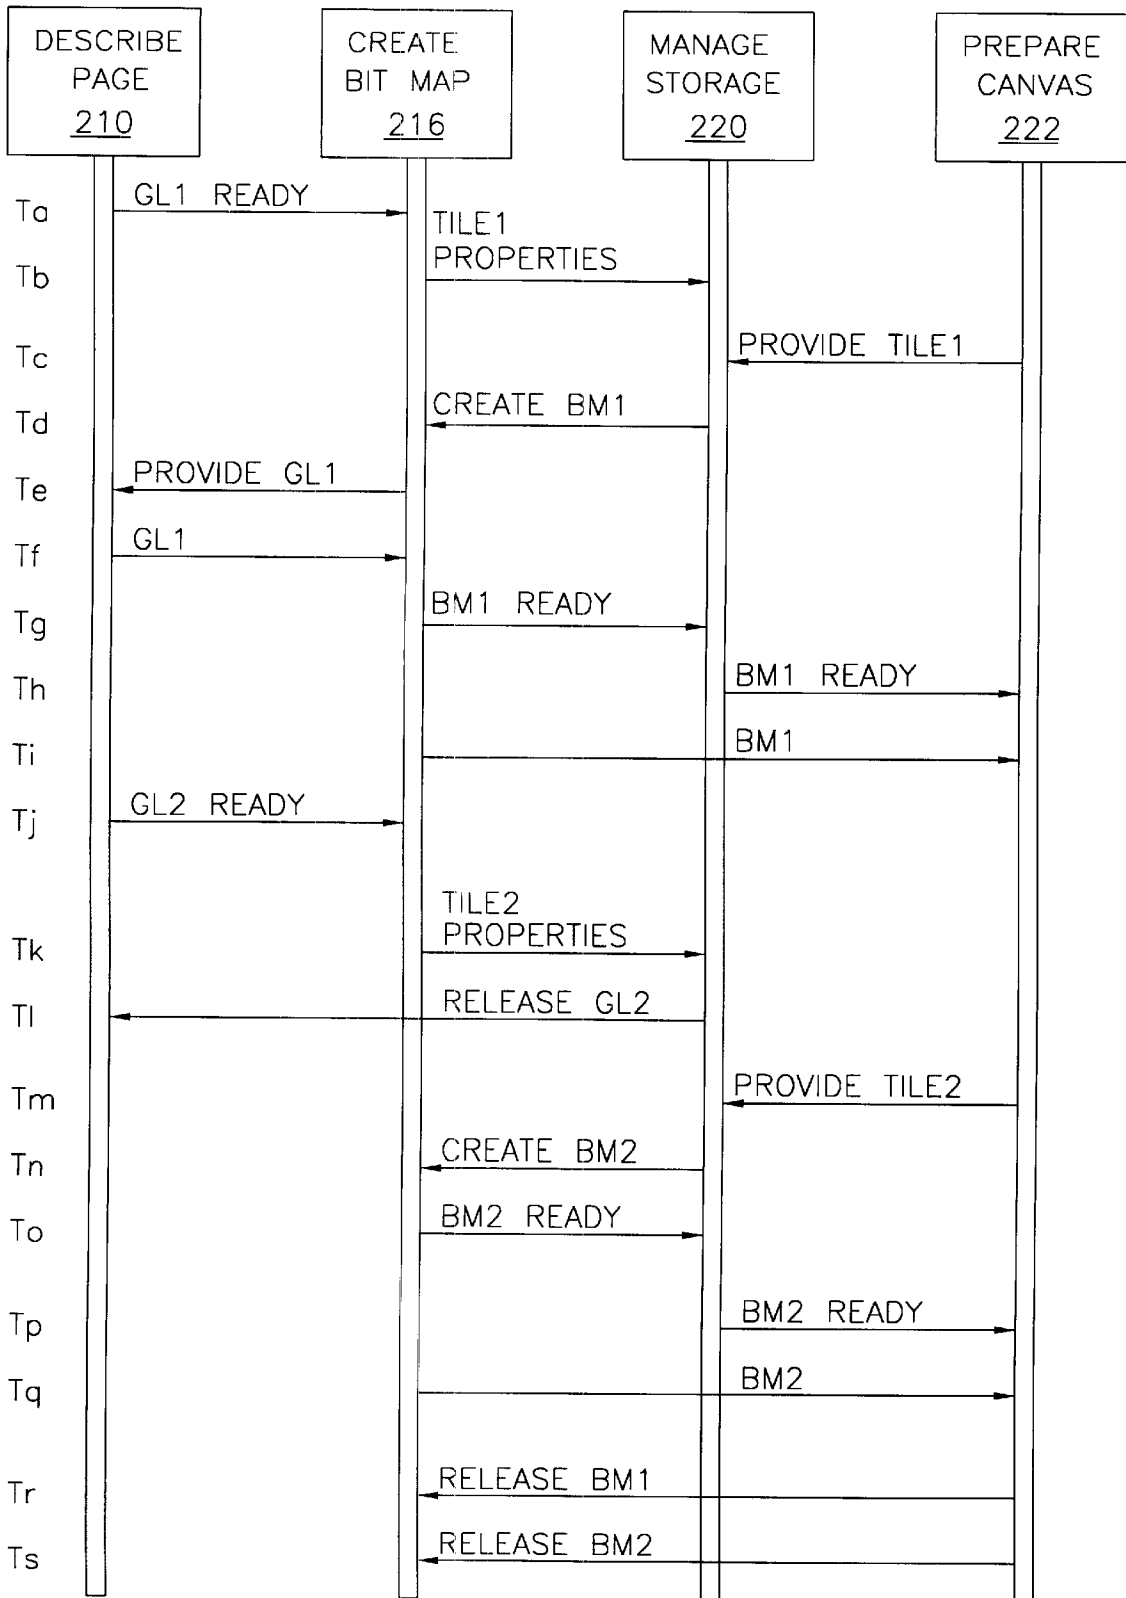 DESCRIBE
PAGE
210
CREATE
BIT MAP
216
MANAGE
STORAGE
220
PREPARE
CANVAS
222
Ta
GL1 READY
TILE1
PROPERTIES
Tb
Tc
PROVIDE TILE1
Td
CREATE BM1
Te
PROVIDE GL1
Tf
GL1
Tg
BM1 READY
Th
BM1 READY
Ti
BM1
Tj
GL2 READY
TILE2
PROPERTIES
Tk
Tl
RELEASE GL2
Tm
PROVIDE TILE2
Tn
CREATE BM2
To
BM2 READY
Tp
BM2 READY
Tq
BM2
Tr
RELEASE BM1
Ts
RELEASE BM2